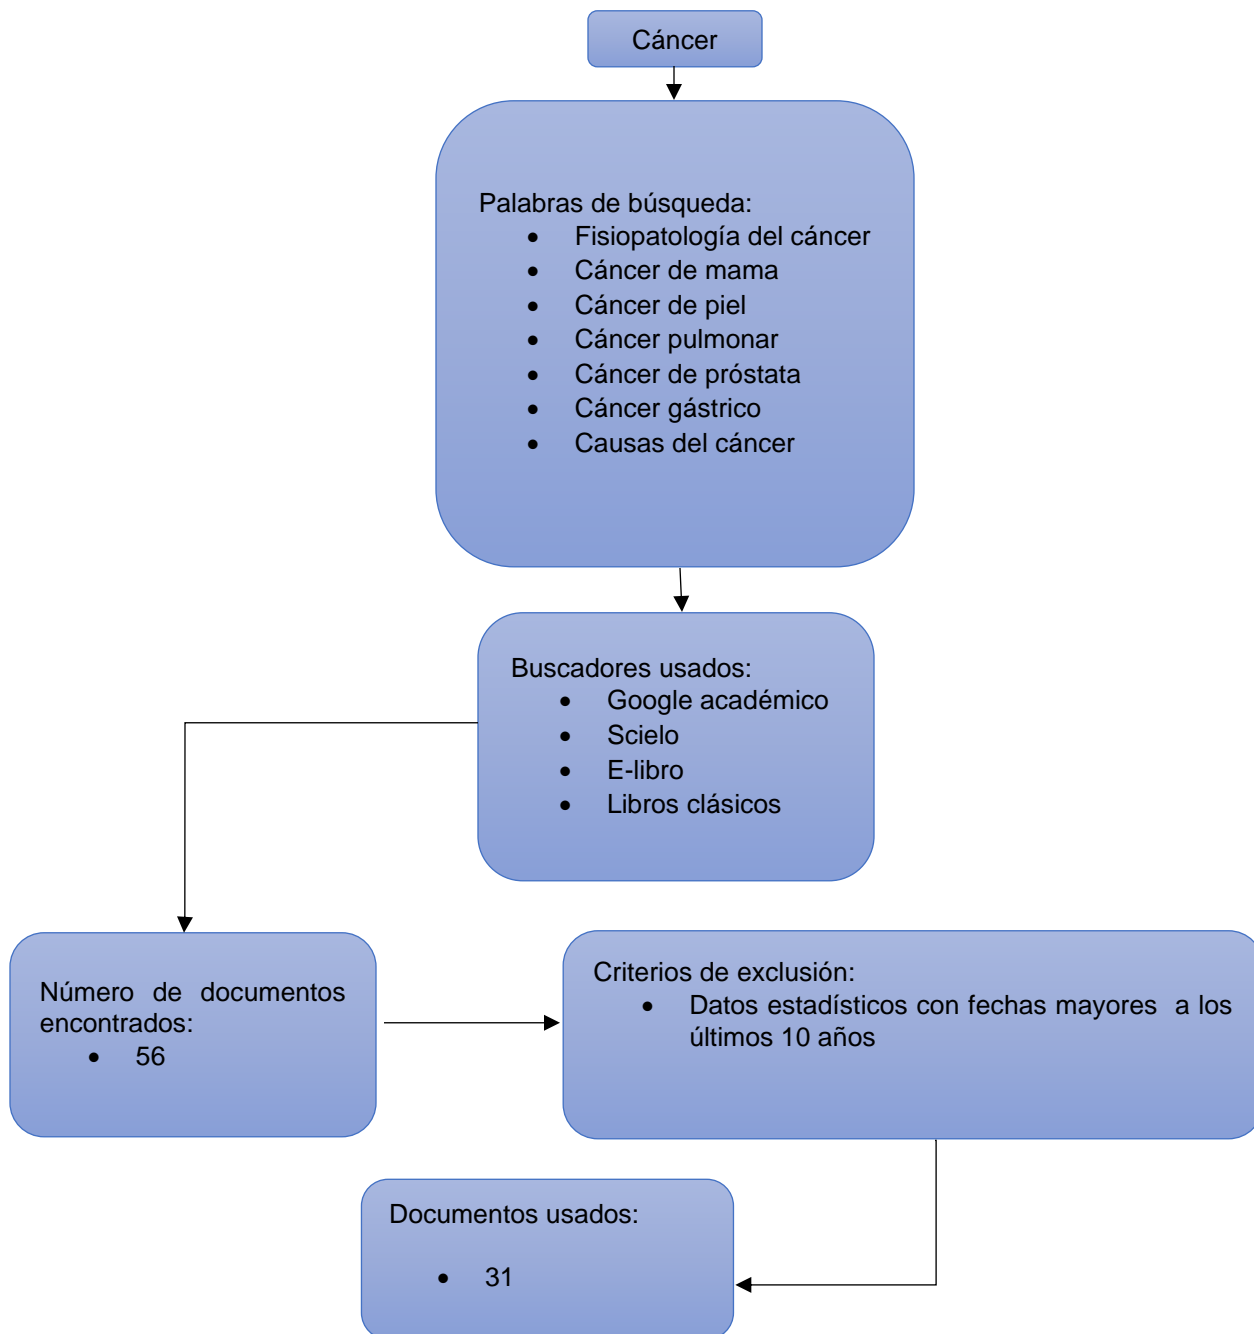 Cáncer
Palabras de búsqueda:
• Fisiopatología del cáncer
• Cáncer de mama
• Cáncer de piel
• Cáncer pulmonar
• Cáncer de próstata
• Cáncer gástrico
• Causas del cáncer
Buscadores usados:
• Google académico
• Scielo
• E-libro
• Libros clásicos
Número de documentos
encontrados:
• 56
Criterios de exclusión:
• Datos estadísticos con fechas mayores a los
últimos 10 años
Documentos usados:
• 31